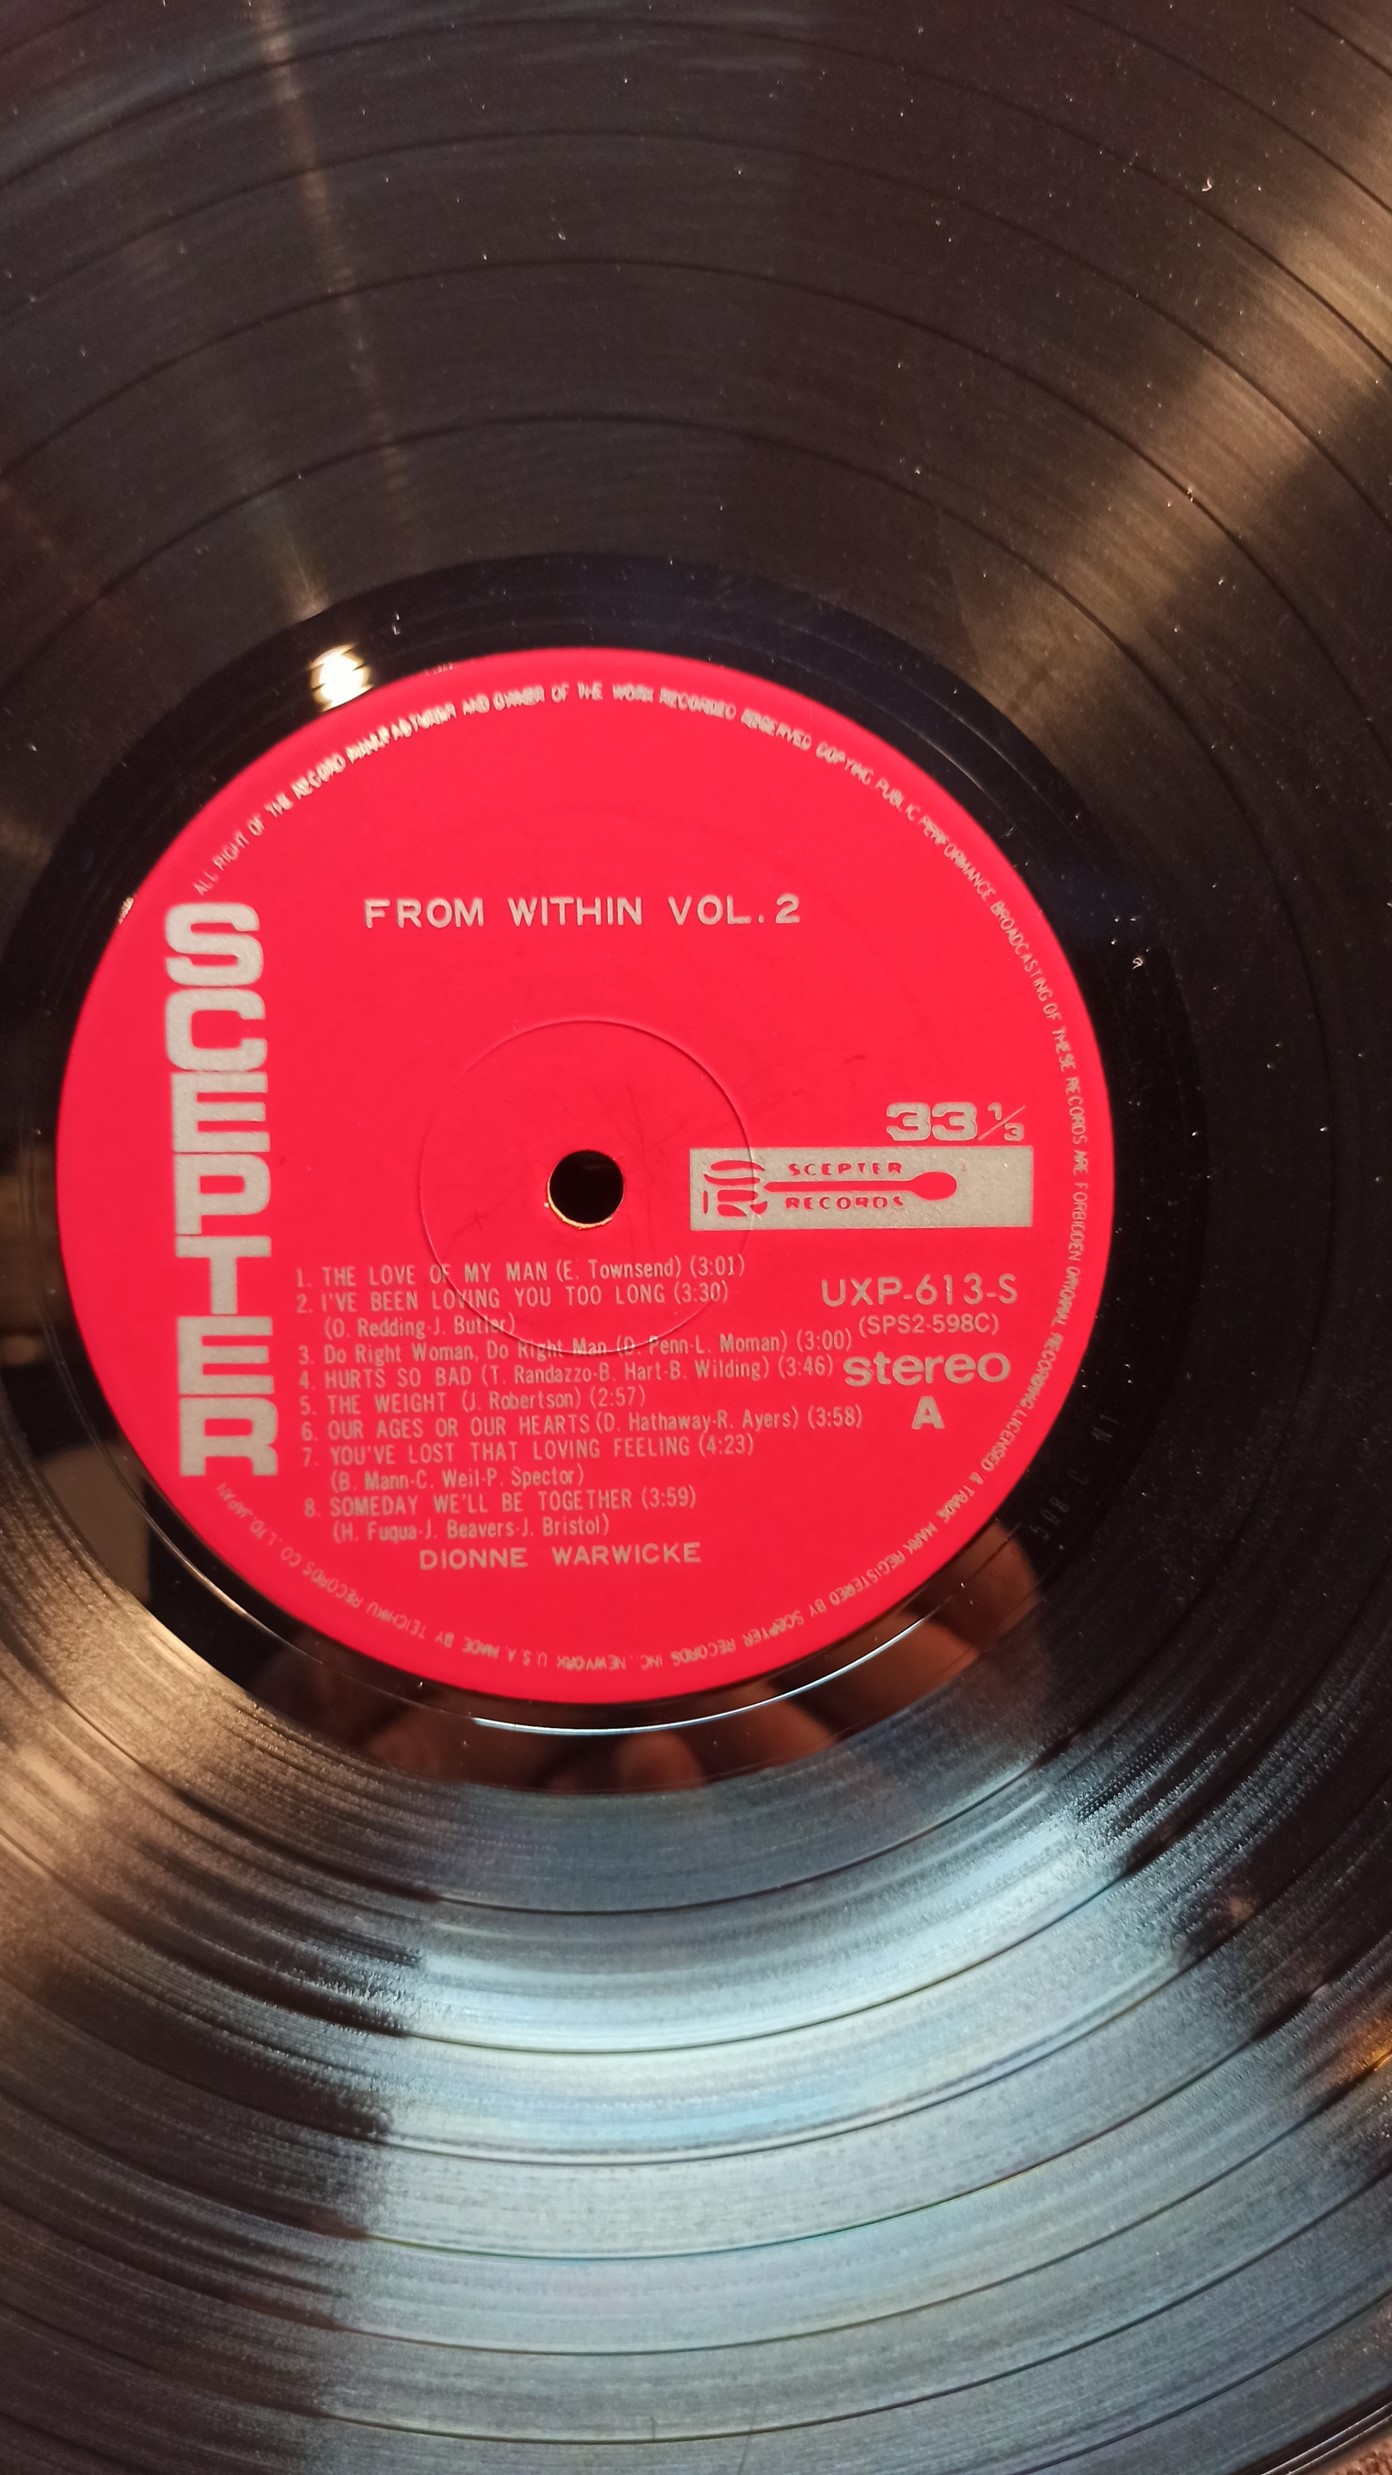 ALL RIGHT OF THE RECORD MANUFACTURER AND OWNER OF THE WORK RECORDED RESERVED COPYING PUBLIC PERFORMANCE BROADCASTING OF THESE RECORDS ARE FORBIDDEN ORIGINAL RECORDING LICENSED & TRADE MARK REGISTERED BY SCEPTER RECORDS INC., NEWYORK U S A. MADE BY TEICHIKU RECORDS CO., LTD. JAPAN
SCEPTER
FROM WITHIN VOL. 2
33 1/3
SCEPTER
RECORDS
1. THE LOVE OF MY MAN (E. Townsend) (3:01)
2. I'VE BEEN LOVING YOU TOO LONG (3:30)
(O. Redding-J. Butler)
3. Do Right Woman, Do Right Man (D. Penn-L. Moman) (3:00)
4. HURTS SO BAD (T. Randazzo-B. Hart-B. Wilding) (3:46)
5. THE WEIGHT (J. Robertson) (2:57)
6. OUR AGES OR OUR HEARTS (D. Hathaway-R. Ayers) (3:58)
7. YOU'VE LOST THAT LOVING FEELING (4:23)
(B. Mann-C. Weil-P. Spector)
8. SOMEDAY WE'LL BE TOGETHER (3:59)
(H. Fuqua-J. Beavers-J. Bristol)
DIONNE WARWICKE
UXP-613-S
(SPS2-598C)
stereo
A